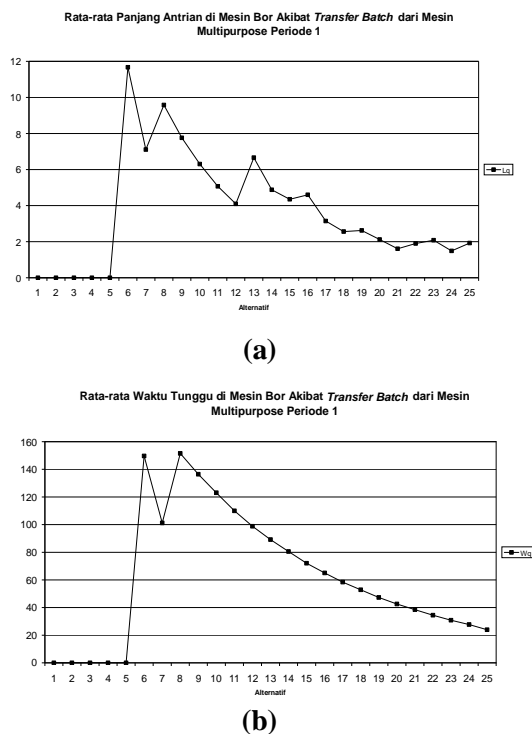 Rata-rata Panjang Antrian di Mesin Bor Akibat Transfer Batch dari Mesin
Multipurpose Periode 1
12
10
8
6
4
2
0
1 2 3 4 5 6 7 8 9 10 11 12 13 14 15 16 17 18 19 20 21 22 23 24 25
Alternatif
Lq
(a)
Rata-rata Waktu Tunggu di Mesin Bor Akibat Transfer Batch dari Mesin
Multipurpose Periode 1
160
140
120
100
80
60
40
20
0
1 2 3 4 5 6 7 8 9 10 11 12 13 14 15 16 17 18 19 20 21 22 23 24 25
Alternatif
Wq
(b)